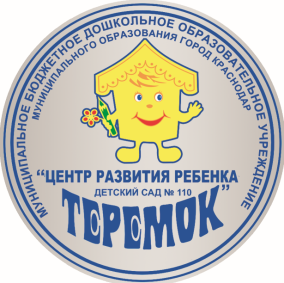 МУНИЦИПАЛЬНОЕ БЮДЖЕТНОЕ ДОШКОЛЬНОЕ ОБРАЗОВАТЕЛЬНОЕ УЧРЕЖДЕНИЕ
МУНИЦИПАЛЬНОГО ОБРАЗОВАНИЯ ГОРОД КРАСНОДАР
"ЦЕНТР РАЗВИТИЯ РЕБЕНКА
ДЕТСКИЙ САД № 110
ТЕРЕМОК"